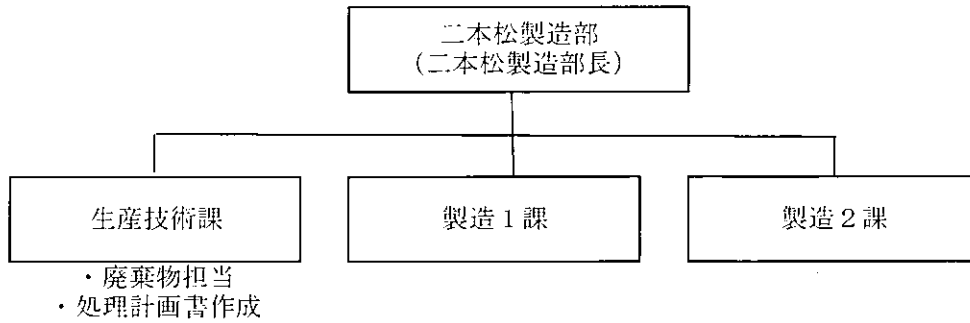 二本松製造部
(二本松製造部長)
生産技術課
製造1課
製造2課
・廃棄物担当
・処理計画書作成